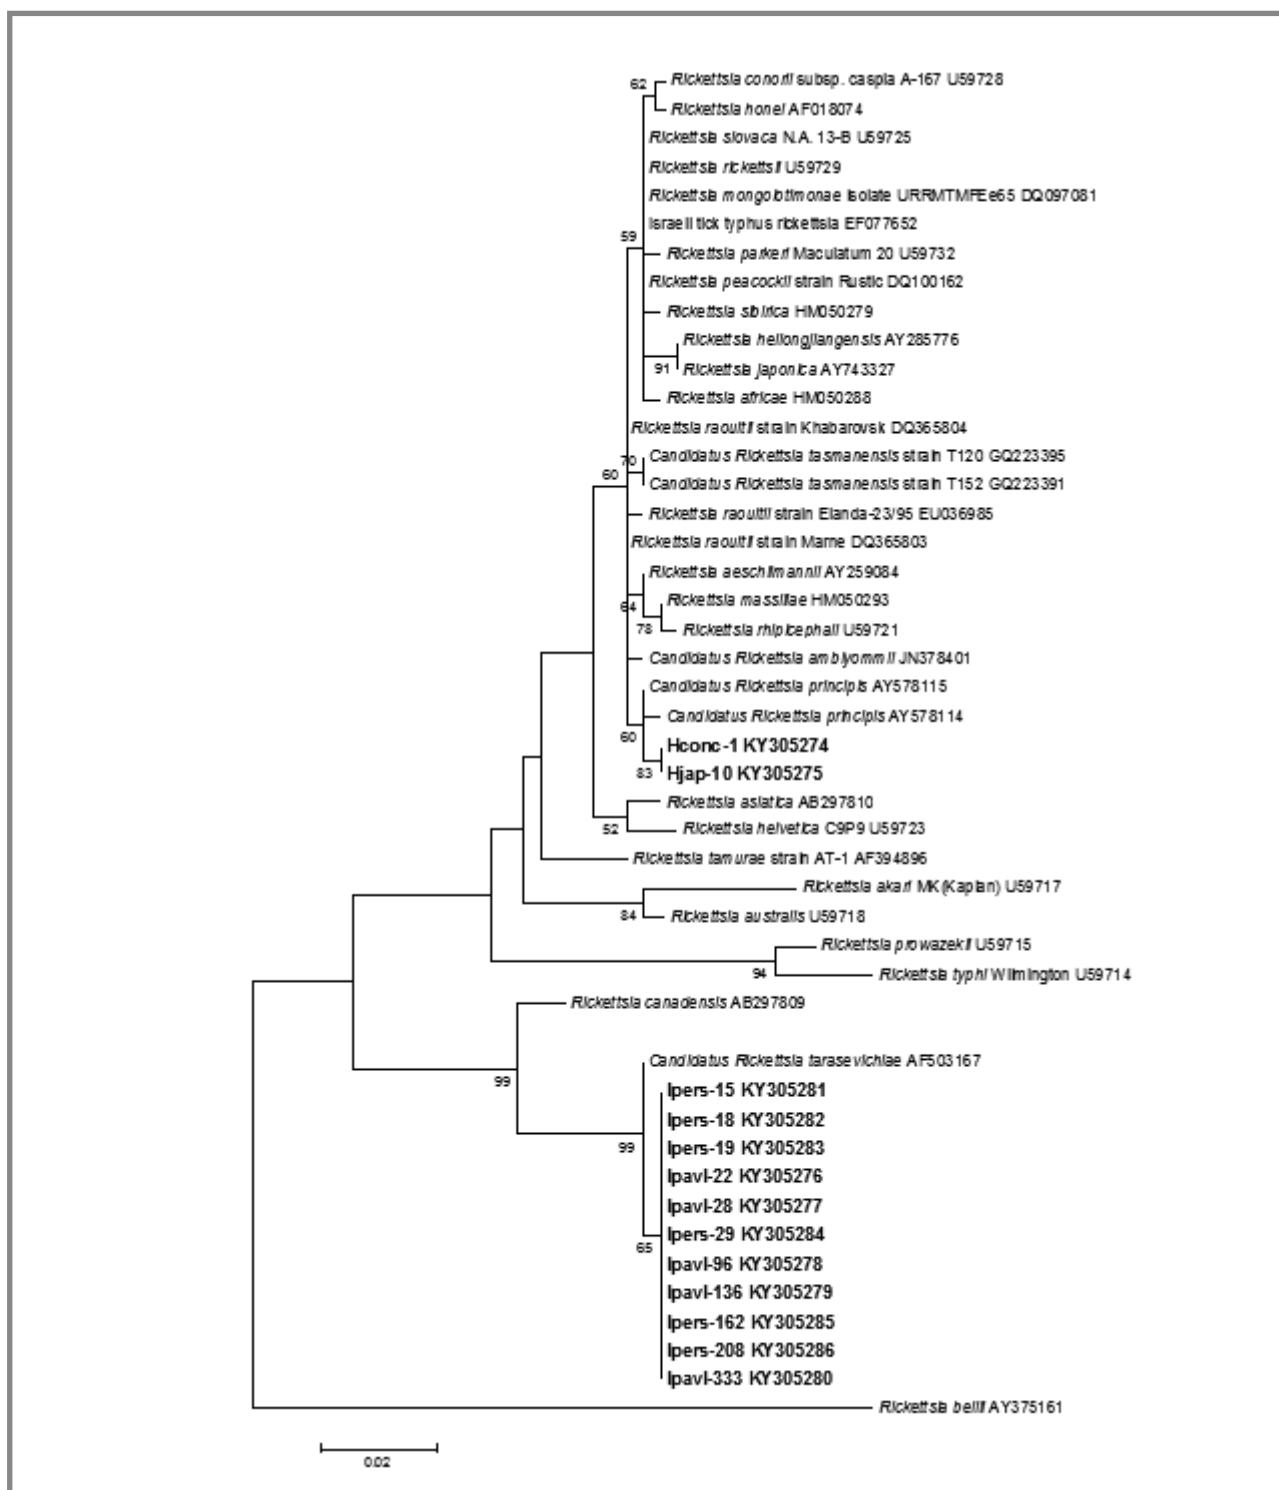 62
Rickettsia conorii subsp. caspia A-167 U59728
Rickettsia honei AF018074
Rickettsia slovaca N.A. 13-B U59725
Rickettsia rickettsii U59729
Rickettsia mongolotimonae isolate URRMTMFEe65 DQ097081
Israeli tick typhus rickettsia EF077652
59
Rickettsia parkeri Maculatum 20 U59732
Rickettsia peacockii strain Rustic DQ100162
Rickettsia sibirica HM050279
Rickettsia heilongjiangensis AY285776
91
Rickettsia japonica AY743327
Rickettsia africae HM050288
Rickettsia raoultii strain Khabarovsk DQ365804
70
Candidatus Rickettsia tasmanensis strain T120 GQ223395
60
Candidatus Rickettsia tasmanensis strain T152 GQ223391
Rickettsia raoultii strain Elanda-23/95 EU036985
Rickettsia raoultii strain Marne DQ365803
Rickettsia aeschlimannii AY259084
64
Rickettsia massiliae HM050293
78
Rickettsia rhipicephali U59721
Candidatus Rickettsia amblyommii JN378401
Candidatus Rickettsia principis AY578115
Candidatus Rickettsia principis AY578114
60
Hconc-1 KY305274
83
Hjap-10 KY305275
Rickettsia asiatica AB297810
52
Rickettsia helvetica C9P9 U59723
Rickettsia tamurae strain AT-1 AF394896
Rickettsia akari MK(Kaplan) U59717
84
Rickettsia australis U59718
Rickettsia prowazekii U59715
94
Rickettsia typhi Wilmington U59714
Rickettsia canadensis AB297809
99
Candidatus Rickettsia tarasevichiae AF503167
Ipers-15 KY305281
Ipers-18 KY305282
99
Ipers-19 KY305283
Ipavl-22 KY305276
Ipavl-28 KY305277
Ipers-29 KY305284
65
Ipavl-96 KY305278
Ipavl-136 KY305279
Ipers-162 KY305285
Ipers-208 KY305286
Ipavl-333 KY305280
Rickettsia bellii AY375161
0.02